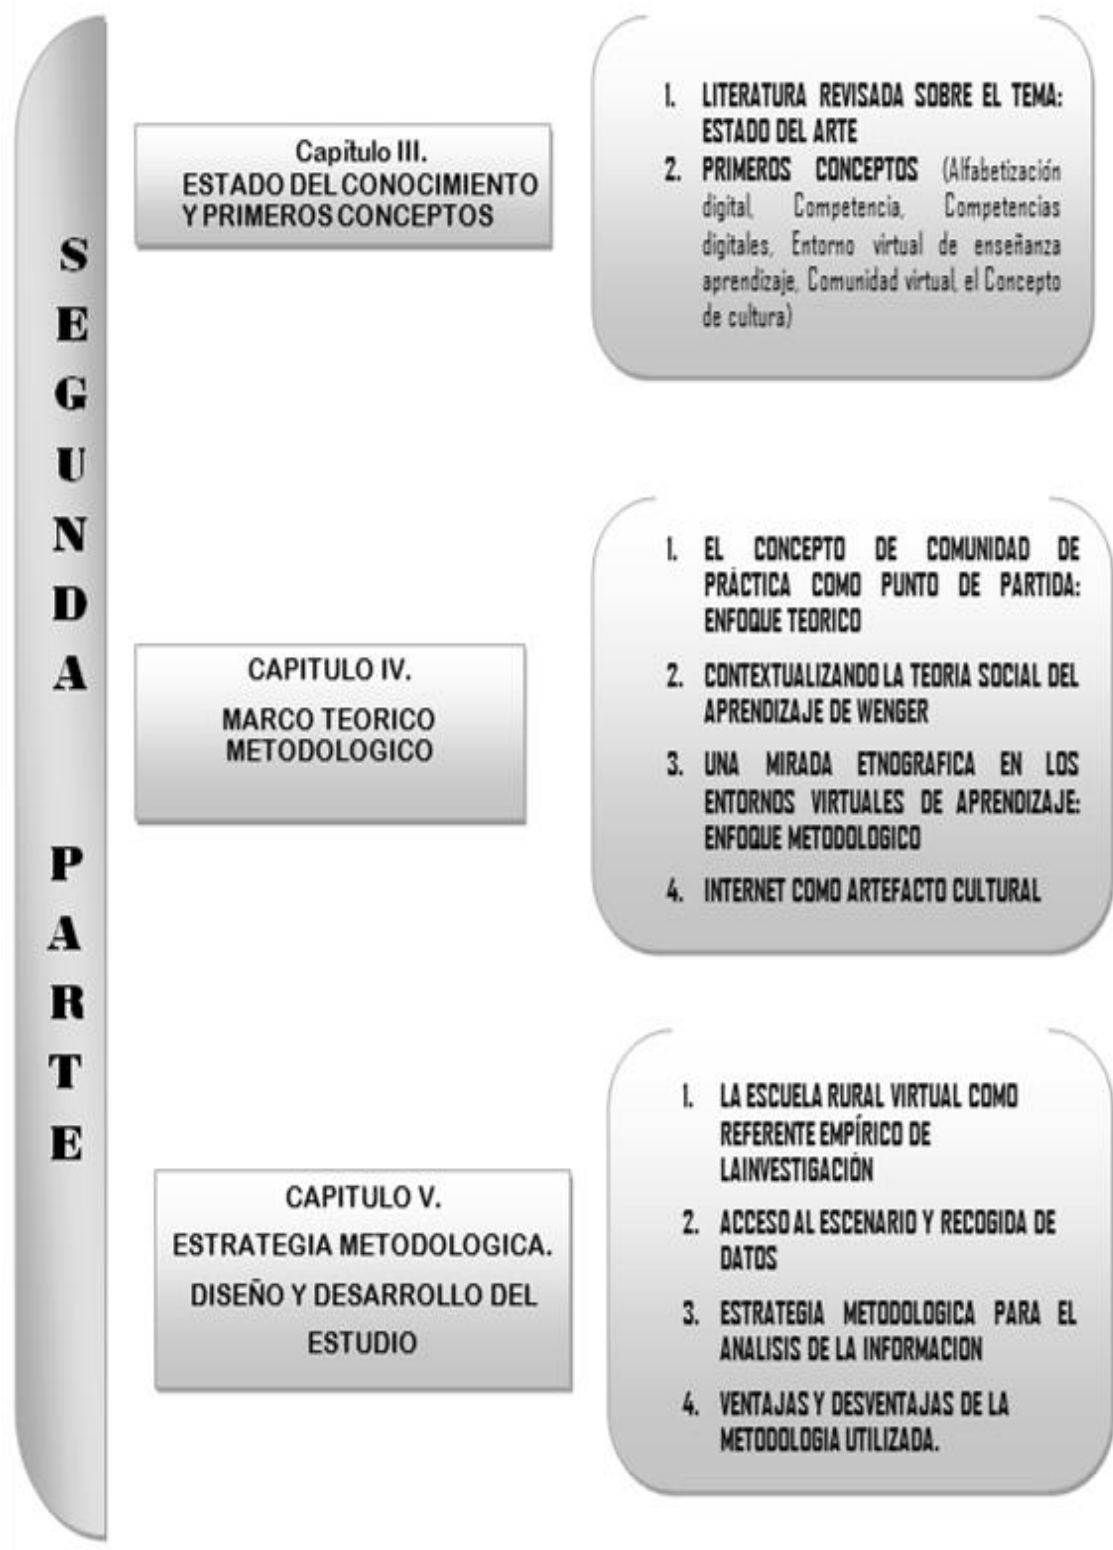 SEGUNDA PARTE
Capítulo III.
ESTADO DEL CONOCIMIENTO
Y PRIMEROS CONCEPTOS
1. LITERATURA REVISADA SOBRE EL TEMA:
ESTADO DEL ARTE
2. PRIMEROS CONCEPTOS (Alfabetización
digital, Competencia, Competencias
digitales, Entorno virtual de enseñanza
aprendizaje, Comunidad virtual, el Concepto
de cultura)
CAPITULO IV.
MARCO TEORICO
METODOLOGICO
1. EL CONCEPTO DE COMUNIDAD DE
PRÁCTICA COMO PUNTO DE PARTIDA:
ENFOQUE TEORICO
2. CONTEXTUALIZANDO LA TEORIA SOCIAL DEL
APRENDIZAJE DE WENGER
3. UNA MIRADA ETNOGRAFICA EN LOS
ENTORNOS VIRTUALES DE APRENDIZAJE:
ENFOQUE METODOLOGICO
4. INTERNET COMO ARTEFACTO CULTURAL
CAPITULO V.
ESTRATEGIA METODOLOGICA.
DISEÑO Y DESARROLLO DEL
ESTUDIO
1. LA ESCUELA RURAL VIRTUAL COMO
REFERENTE EMPÍRICO DE
LAINVESTIGACIÓN
2. ACCESO AL ESCENARIO Y RECOGIDA DE
DATOS
3. ESTRATEGIA METODOLOGICA PARA EL
ANALISIS DE LA INFORMACION
4. VENTAJAS Y DESVENTAJAS DE LA
METODOLOGIA UTILIZADA.